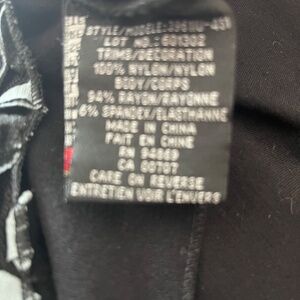 STYLE/MODELE:
LOT NO.
TRIMS/DECORATION
100% NYLON/NYLON
BODY/CORPS
94% RAYON/RAYONNE
6% SPANDEX/ELASTHANNE
MADE IN CHINA
FAIT EN CHINE
RN
CA
CARE ON REVERSE
ENTRETIEN VOIR L'ENVERS